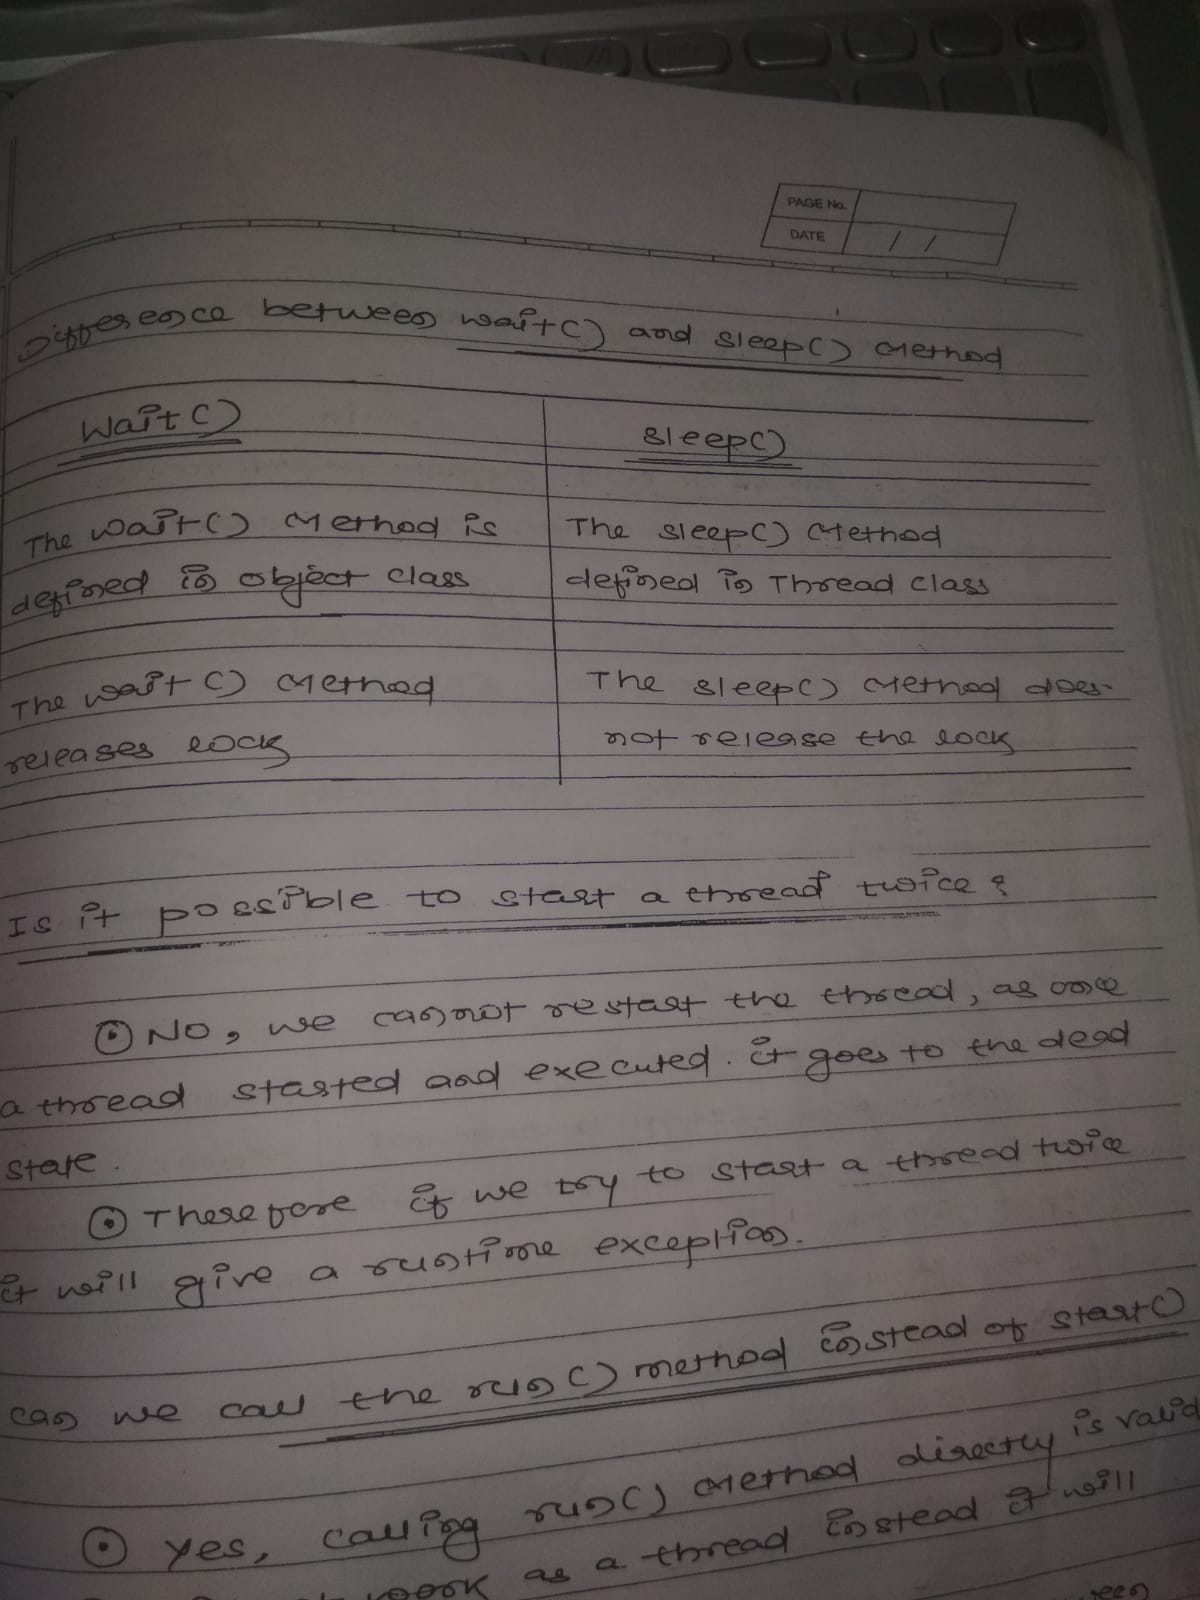 PAGE No.
DATE / /
Difference between wait() and sleep() Method
Wait()
The wait() Method is
defined in object class
The wait() Method
releases lock
Sleep()
The sleep() Method
defined in Thread class
The sleep() Method does
not release the lock
Is it possible to start a thread twice?
No, we cannot restart the thread, as once
a thread started and executed. it goes to the dead
state.
Therefore if we try to start a thread twice
it will give a runtime exception.
can we call the run() method instead of start()
Yes, calling run() Method directly is valid
work as a thread instead it will